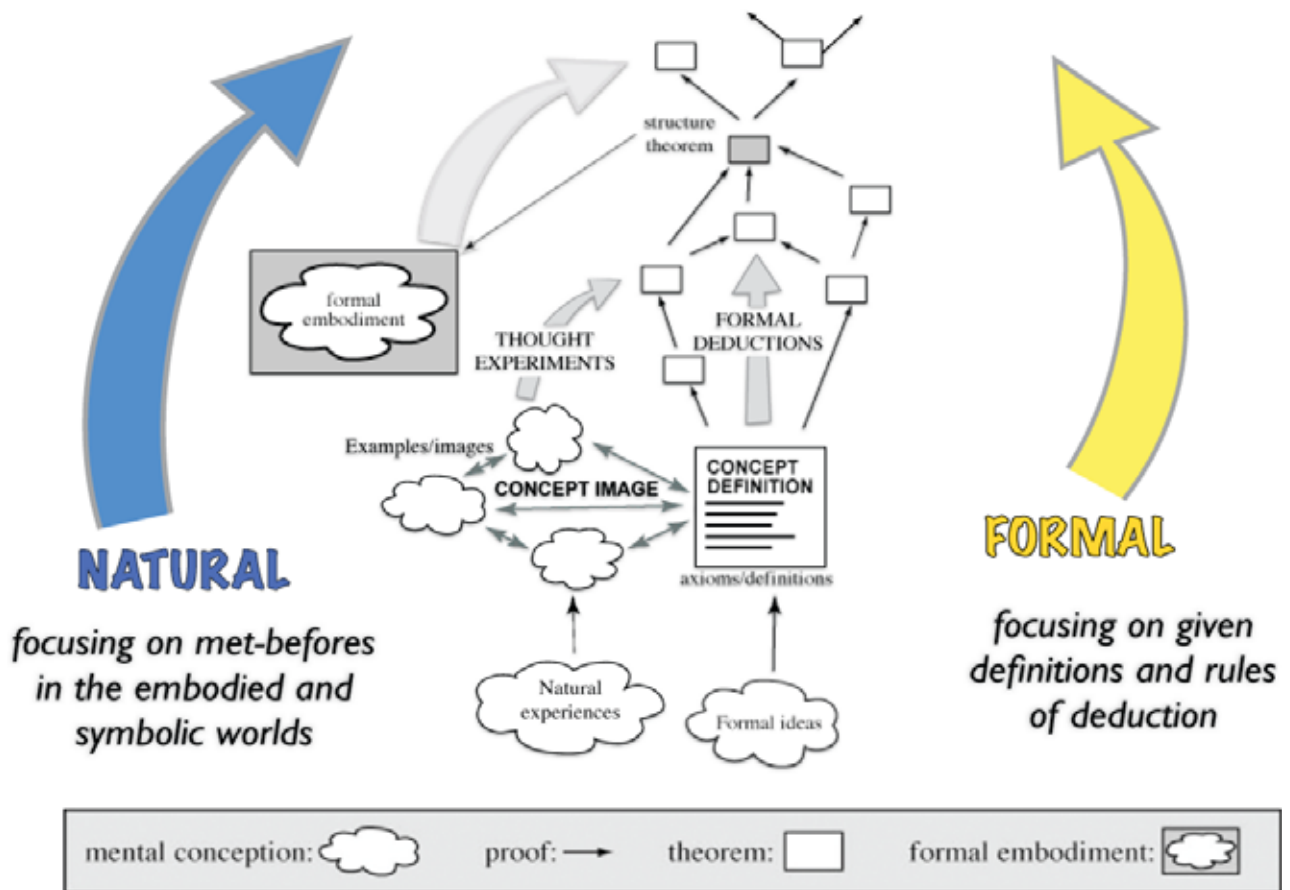 structure
theorem
formal
embodiment
THOUGHT
EXPERIMENTS
FORMAL
DEDUCTIONS
Examples/images
CONCEPT IMAGE
CONCEPT
DEFINITION
axioms/definitions
NATURAL
focusing on met-befores
in the embodied and
symbolic worlds
FORMAL
focusing on given
definitions and rules
of deduction
Natural
experiences
Formal ideas
mental conception:
proof:
theorem:
formal embodiment: